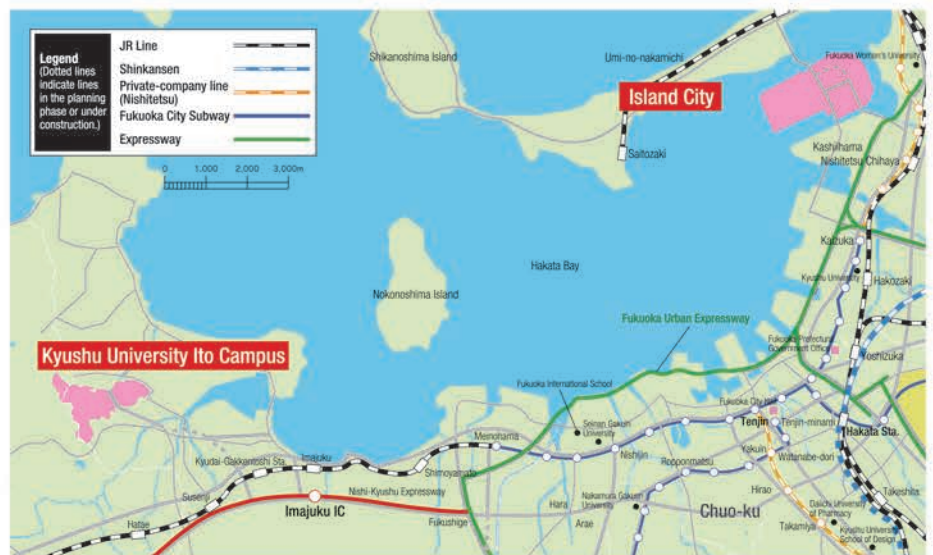 Legend
(Dotted lines
indicate lines
in the planning
phase or under
construction.)
JR Line
Shinkansen
Private-company line
(Nishitetsu)
Fukuoka City Subway
Expressway
0 1,000 2,000 3,000m
Shikanoshima Island
Umi-no-nakamichi
Fukuoka Women's University
Island City
Saitozaki
Kashiihama
Nishitetsu Chihaya
Kaizuka
Kyushu University
Hakozaki
Hakata Bay
Nokonoshima Island
Fukuoka Urban Expressway
Fukuoka Prefectural
Government Office
Yoshizuka
Kyushu University Ito Campus
Fukuoka International School
Seinan Gakuin
University
Fukuoka City Hall
Tenjin
Tenjin-minami
Hakata Sta.
Meinohama
Nishijin
Yakuin
Watanabe-dori
Kyudai-Gakkentoshi Sta.
Imajuku
Shimoyamato
Ropponmatsu
Susenji
Nishi-Kyushu Expressway
Imajuku IC
Hatae
Fukushige
Hara
Arae
Nakamura Gakuen
University
Chuo-ku
Hirao
Takeshita
Daiichi University
of Pharmacy
Takamiya
Kyushu University
School of Design